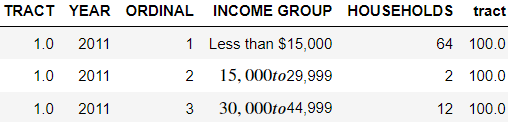 TRACT YEAR ORDINAL INCOME GROUP HOUSEHOLDS tract
1.0 2011 1 Less than $15,000 64 100.0
1.0 2011 2 15,000to29,999 2 100.0
1.0 2011 3 30,000to44,999 12 100.0